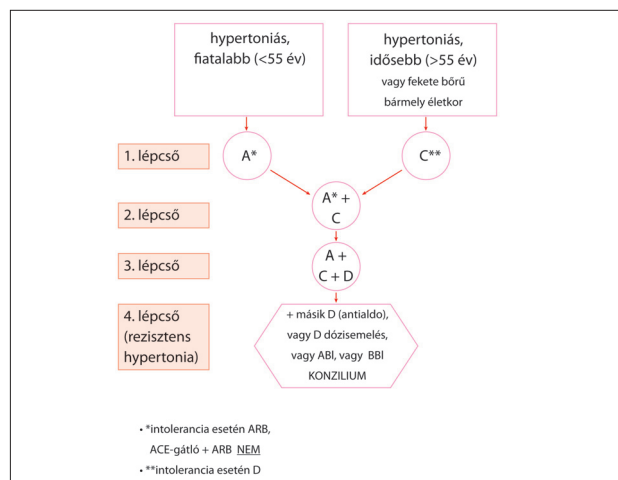 hypertoniás,
fiatalabb (<55 év)
hypertoniás,
idősebb (>55 év)
vagy fekete bőrű
bármely életkor
1. lépcső
A*
C**
2. lépcső
A* +
C
3. lépcső
A +
C + D
4. lépcső
(rezisztens
hypertonia)
+ másik D (antialdo),
vagy D dózisemelés,
vagy ABI, vagy BBI
KONZILIUM
• *intolerancia esetén ARB,
ACE-gátló + ARB NEM
• **intolerancia esetén D